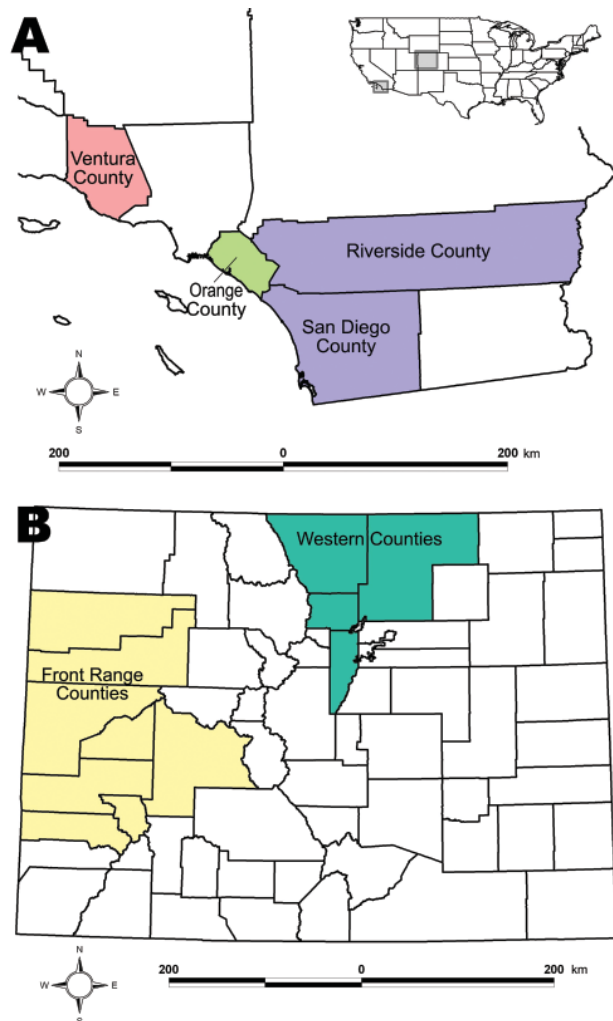 A
Ventura
County
Riverside County
Orange
County
San Diego
County
N
W E
S
200 0 200 km
B
Western Counties
Front Range
Counties
N
W E
S
200 0 200 km